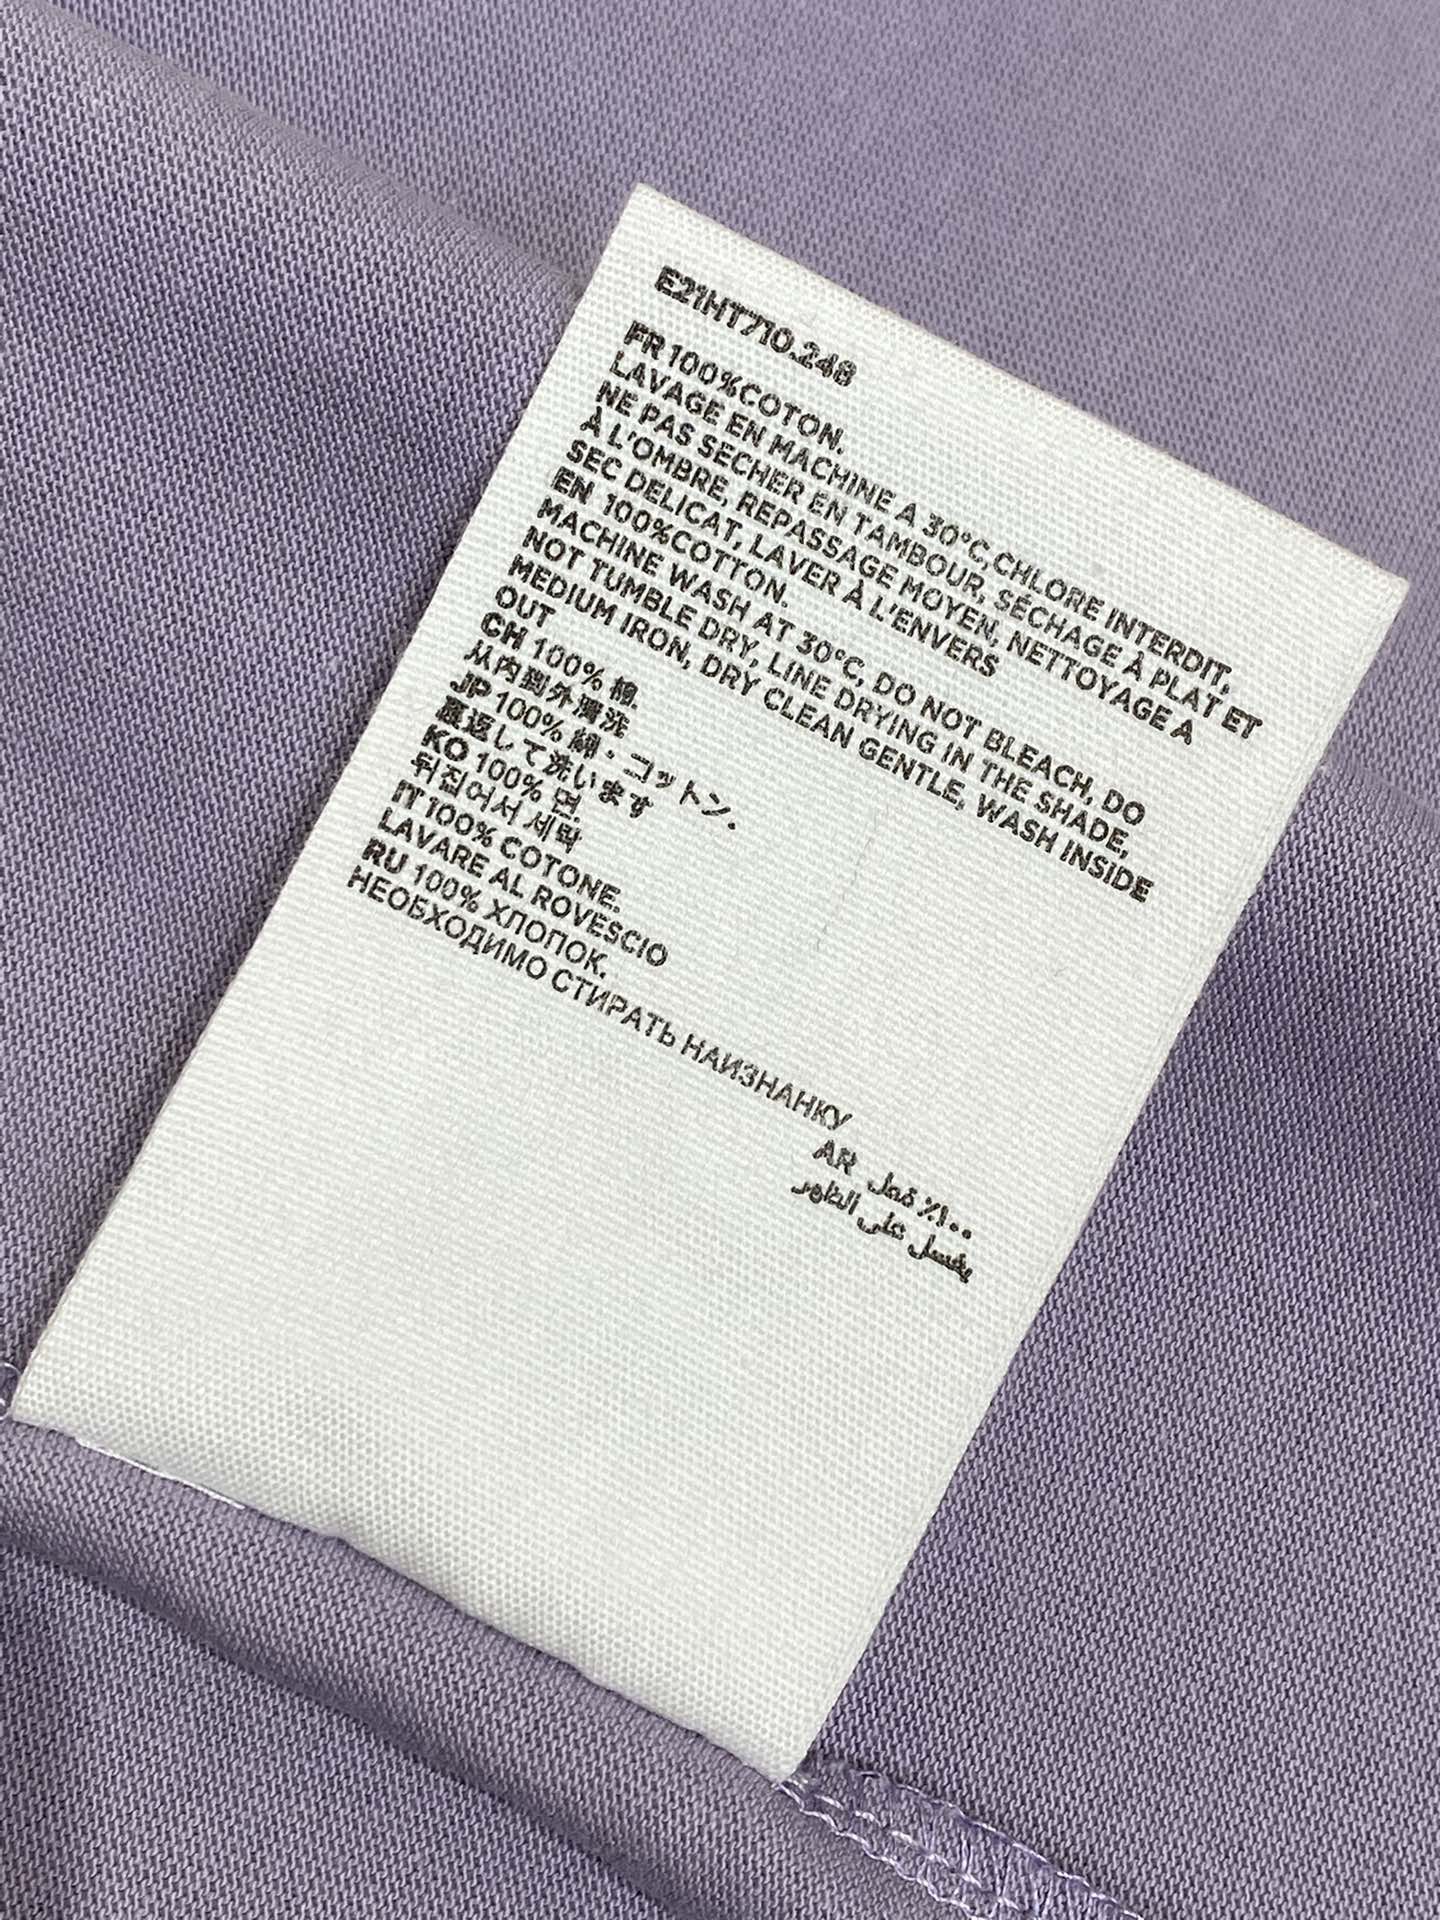 E21HT710.248
FR 100%COTON.
LAVAGE EN MACHINE A 30°C, CHLORE INTERDIT,
NE PAS SECHER EN TAMBOUR, SÉCHAGE À PLAT ET
À L'OMBRE, REPASSAGE MOYEN, NETTOYAGE A
SEC DELICAT, LAVER À L'ENVERS
EN 100%COTTON.
MACHINE WASH AT 30°C, DO NOT BLEACH, DO
NOT TUMBLE DRY, LINE DRYING IN THE SHADE,
MEDIUM IRON, DRY CLEAN GENTLE, WASH INSIDE
OUT
CH 100% 棉.
从内到外清洗
JP 100% 綿・コットン.
裏返して洗います
KO 100% 면.
뒤집어서 세탁
IT 100% COTONE.
LAVARE AL ROVESCIO
RU 100% ХЛОПОК.
НЕОБХОДИМО СТИРАТЬ НАИЗНАНКУ
AR ١٠٠٪ قطن
يغسل على الظهر